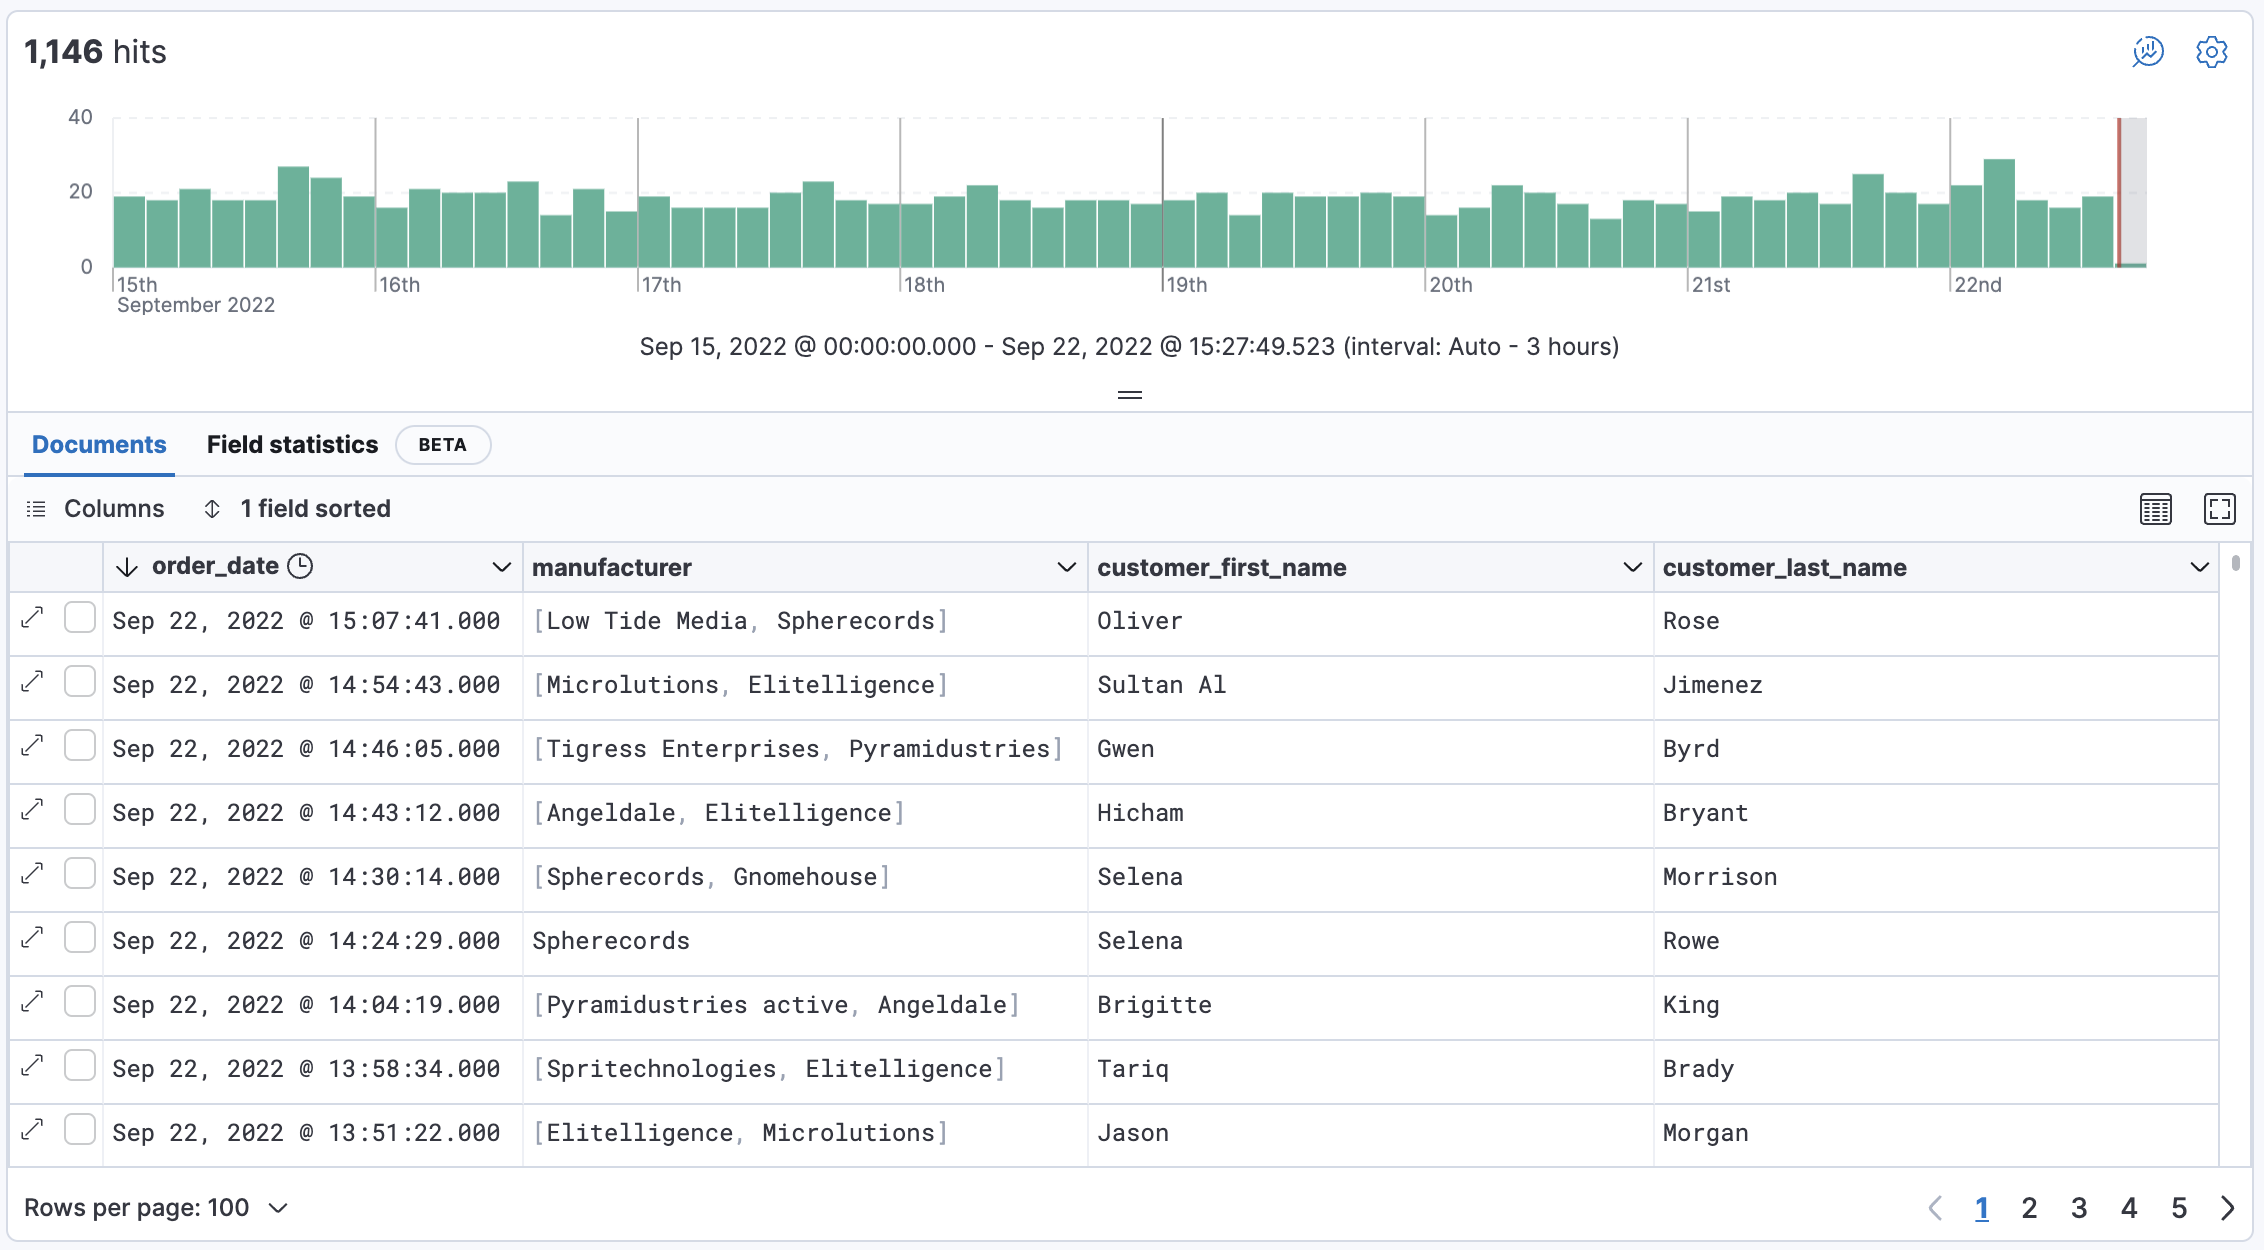 1,146 hits
40
20
0
15th 16th 17th 18th 19th 20th 21st 22nd
September 2022
Sep 15, 2022 @ 00:00:00.000 - Sep 22, 2022 @ 15:27:49.523 (interval: Auto - 3 hours)
Documents Field statistics BETA
Columns 1 field sorted
order_date manufacturer customer_first_name customer_last_name
Sep 22, 2022 @ 15:07:41.000 [Low Tide Media, Spherecords] Oliver Rose
Sep 22, 2022 @ 14:54:43.000 [Microlutions, Elitelligence] Sultan Al Jimenez
Sep 22, 2022 @ 14:46:05.000 [Tigress Enterprises, Pyramidustries] Gwen Byrd
Sep 22, 2022 @ 14:43:12.000 [Angeldale, Elitelligence] Hicham Bryant
Sep 22, 2022 @ 14:30:14.000 [Spherecords, Gnomehouse] Selena Morrison
Sep 22, 2022 @ 14:24:29.000 Spherecords Selena Rowe
Sep 22, 2022 @ 14:04:19.000 [Pyramidustries active, Angeldale] Brigitte King
Sep 22, 2022 @ 13:58:34.000 [Spritechnologies, Elitelligence] Tariq Brady
Sep 22, 2022 @ 13:51:22.000 [Elitelligence, Microlutions] Jason Morgan
Rows per page: 100 1 2 3 4 5